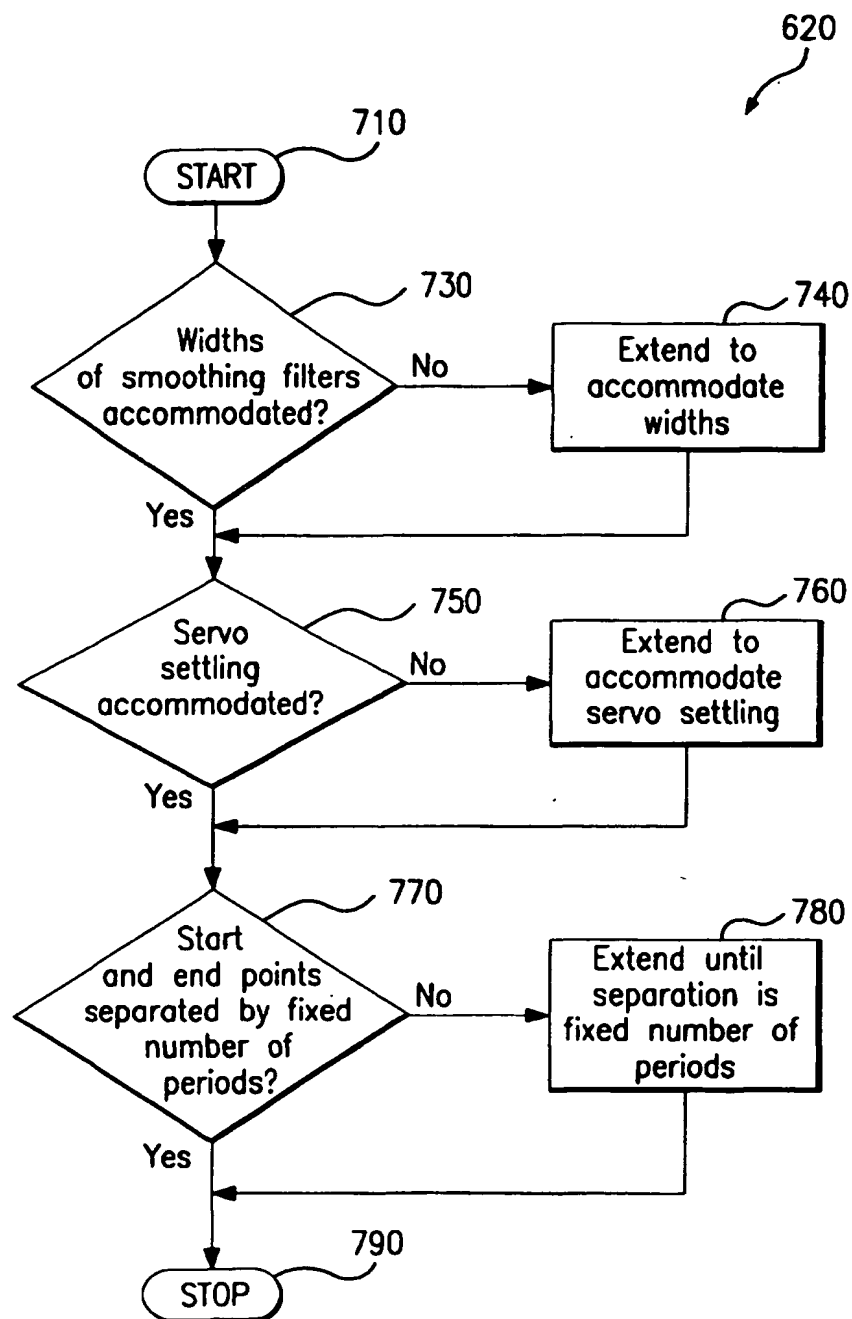 620
710
START
730
Widths
of smoothing filters
accommodated?
No
740
Extend to
accommodate
widths
Yes
750
Servo
settling
accommodated?
No
760
Extend to
accommodate
servo settling
Yes
770
Start
and end points
separated by fixed
number of
periods?
No
780
Extend until
separation is
fixed number of
periods
Yes
790
STOP